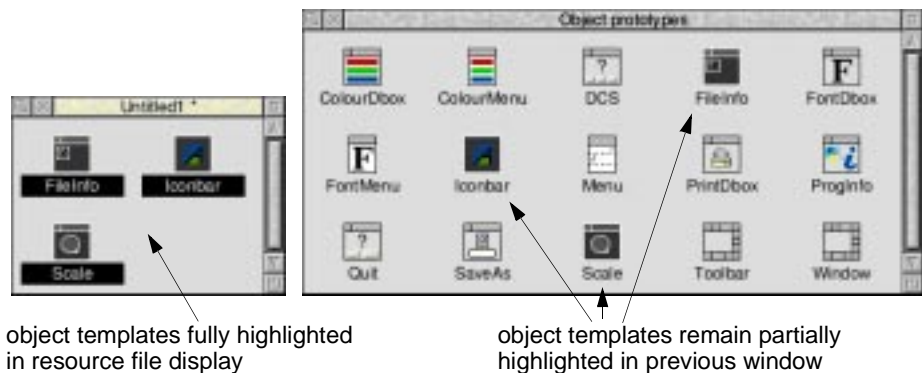 Object prototypes
ColourDbox ColourMenu DCS FileInfo FontDbox
FontMenu Iconbar Menu PrintDbox ProgInfo
Quit SaveAs Scale Toolbar Window
Untitled1 *
FileInfo Iconbar
Scale
object templates fully highlighted
in resource file display
object templates remain partially
highlighted in previous window